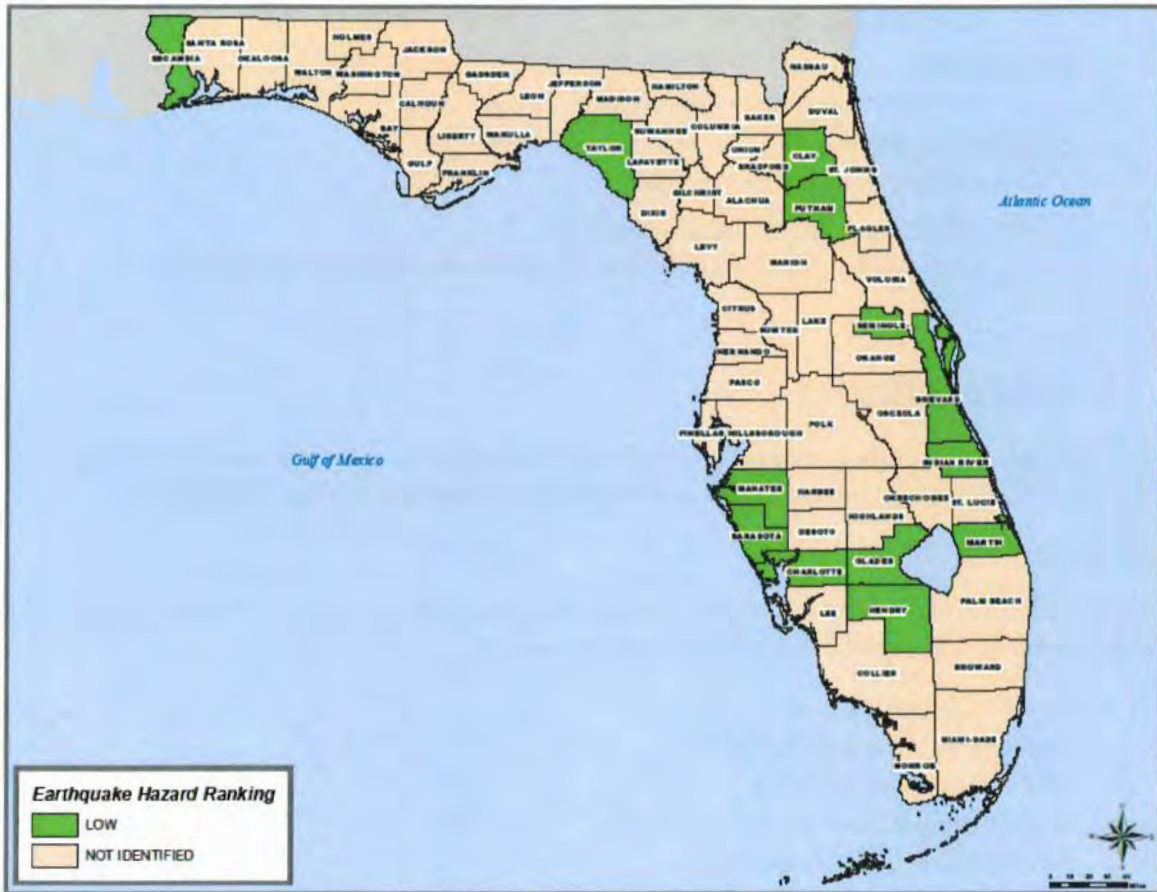 HOLMES
SANTA ROSA
JACKSON
ESCAMBIA
OKALOOSA
WALTON
WASHINGTON
GADSDEN
NASSAU
JEFFERSON
HAMILTON
LEON
MADISON
CALHOUN
DUVAL
BAKER
BAY
LIBERTY
WAKULLA
SUWANNEE
COLUMBIA
TAYLOR
UNION
CLAY
LAFAYETTE
BRADFORD
ST. JOHNS
GULF
FRANKLIN
GILCHRIST
ALACHUA
PUTNAM
Atlantic Ocean
DIXIE
FLAGLER
LEVY
MARION
VOLUSIA
CITRUS
LAKE
SUMTER
SEMINOLE
HERNANDO
ORANGE
PASCO
BREVARD
OSCEOLA
POLK
PINELLAS
HILLSBOROUGH
Gulf of Mexico
INDIAN RIVER
MANATEE
HARDEE
OKEECHOBEE
ST. LUCIE
HIGHLANDS
SARASOTA
DESOTO
MARTIN
CHARLOTTE
GLADES
PALM BEACH
LEE
HENDRY
COLLIER
BROWARD
MIAMI-DADE
MONROE
Earthquake Hazard Ranking
LOW
NOT IDENTIFIED